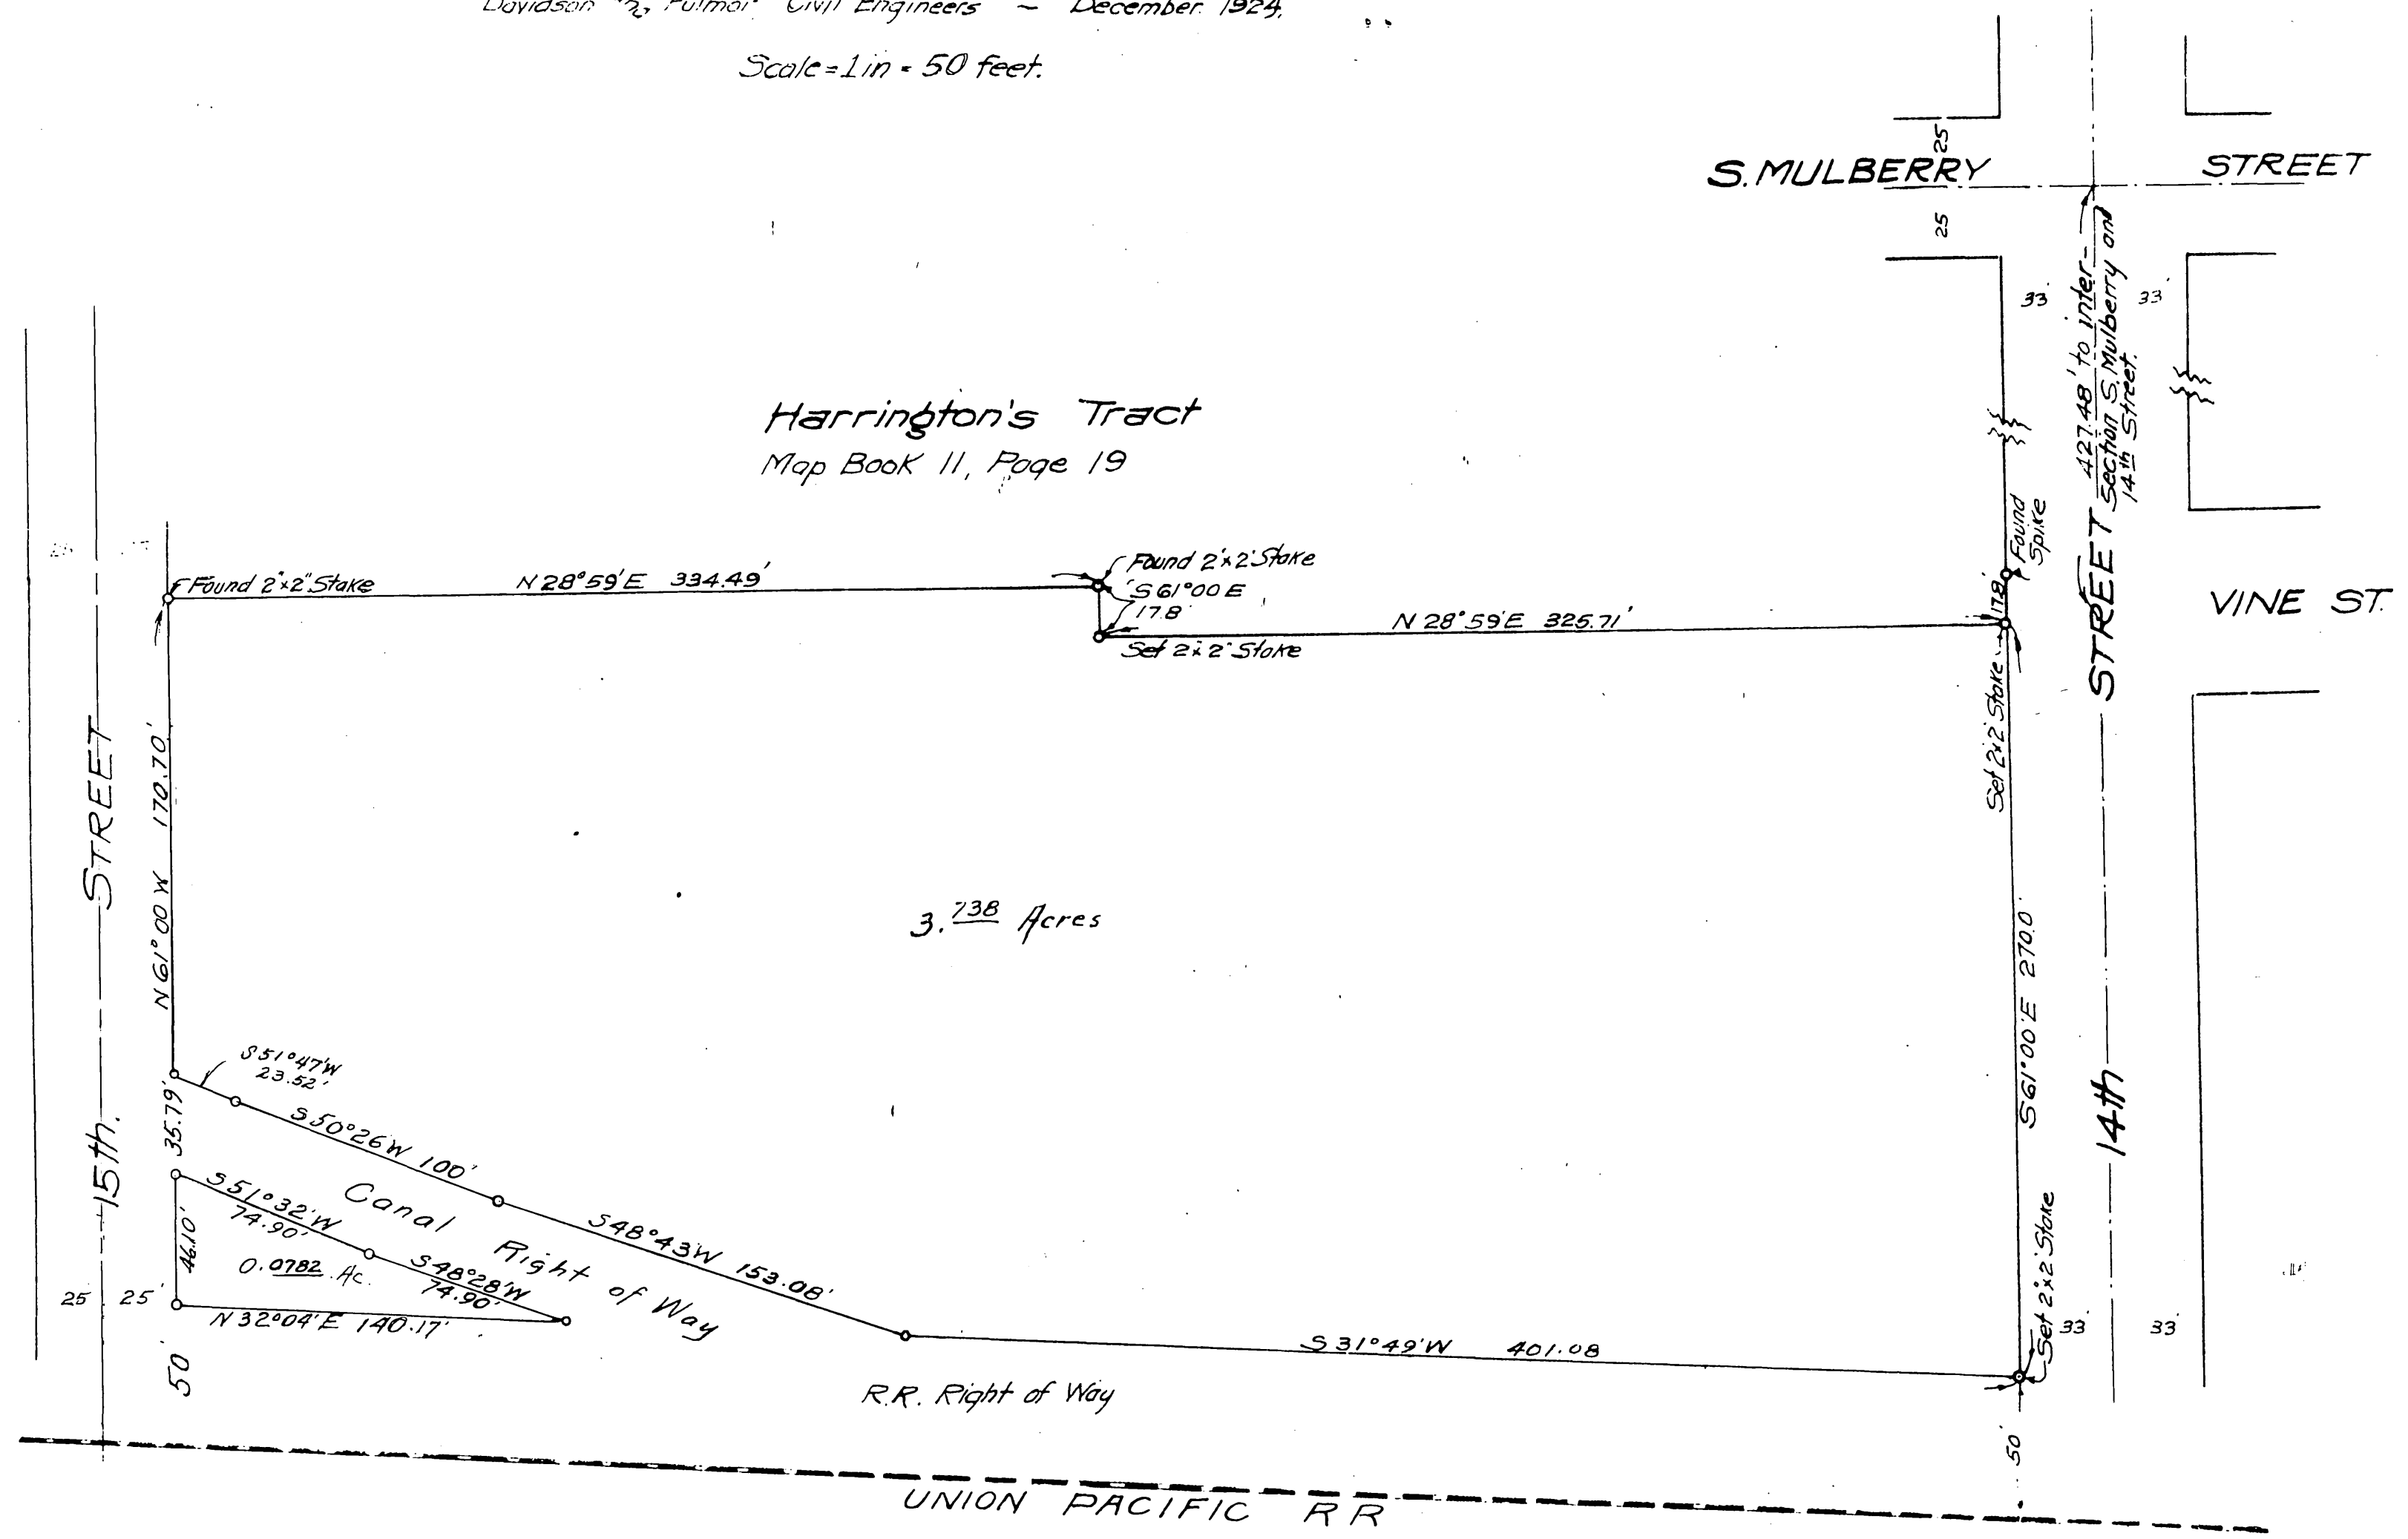 Davidson & Fulmor Civil Engineers ~ December. 1924.
Scale = 1 in = 50 feet.
25
S. MULBERRY STREET
25
33'
33'
427.48' to Inter-
Section S. Mulberry and
14th Street.
Harrington's Tract
Map Book 11, Page 19
Found
Spike
Found 2"x2" Stake
N 28°59' E 334.49'
Found 2"x2" Stake
S 61°00 E
17.8'
Set 2"x2" Stake
N 28°59' E 325.71'
17.8'
Set 2"x2" Stake
VINE ST.
15th. STREET
14th STREET
N 61°00 W 170.70'
3.738 Acres
S 61°00' E 270.0'
S 51°47' W
23.52'
35.79'
S 50°26' W 100'
Canal Right of Way
S 48°43' W 153.08'
S 51°32' W
74.90'
46.10'
0.0782 Ac.
S 48°28' W
74.90'
25 25'
N 32°04' E 140.17'
S 31°49' W 401.08
Set 2"x2" Stake
33'
33'
50'
R.R. Right of Way
50'
UNION PACIFIC RR